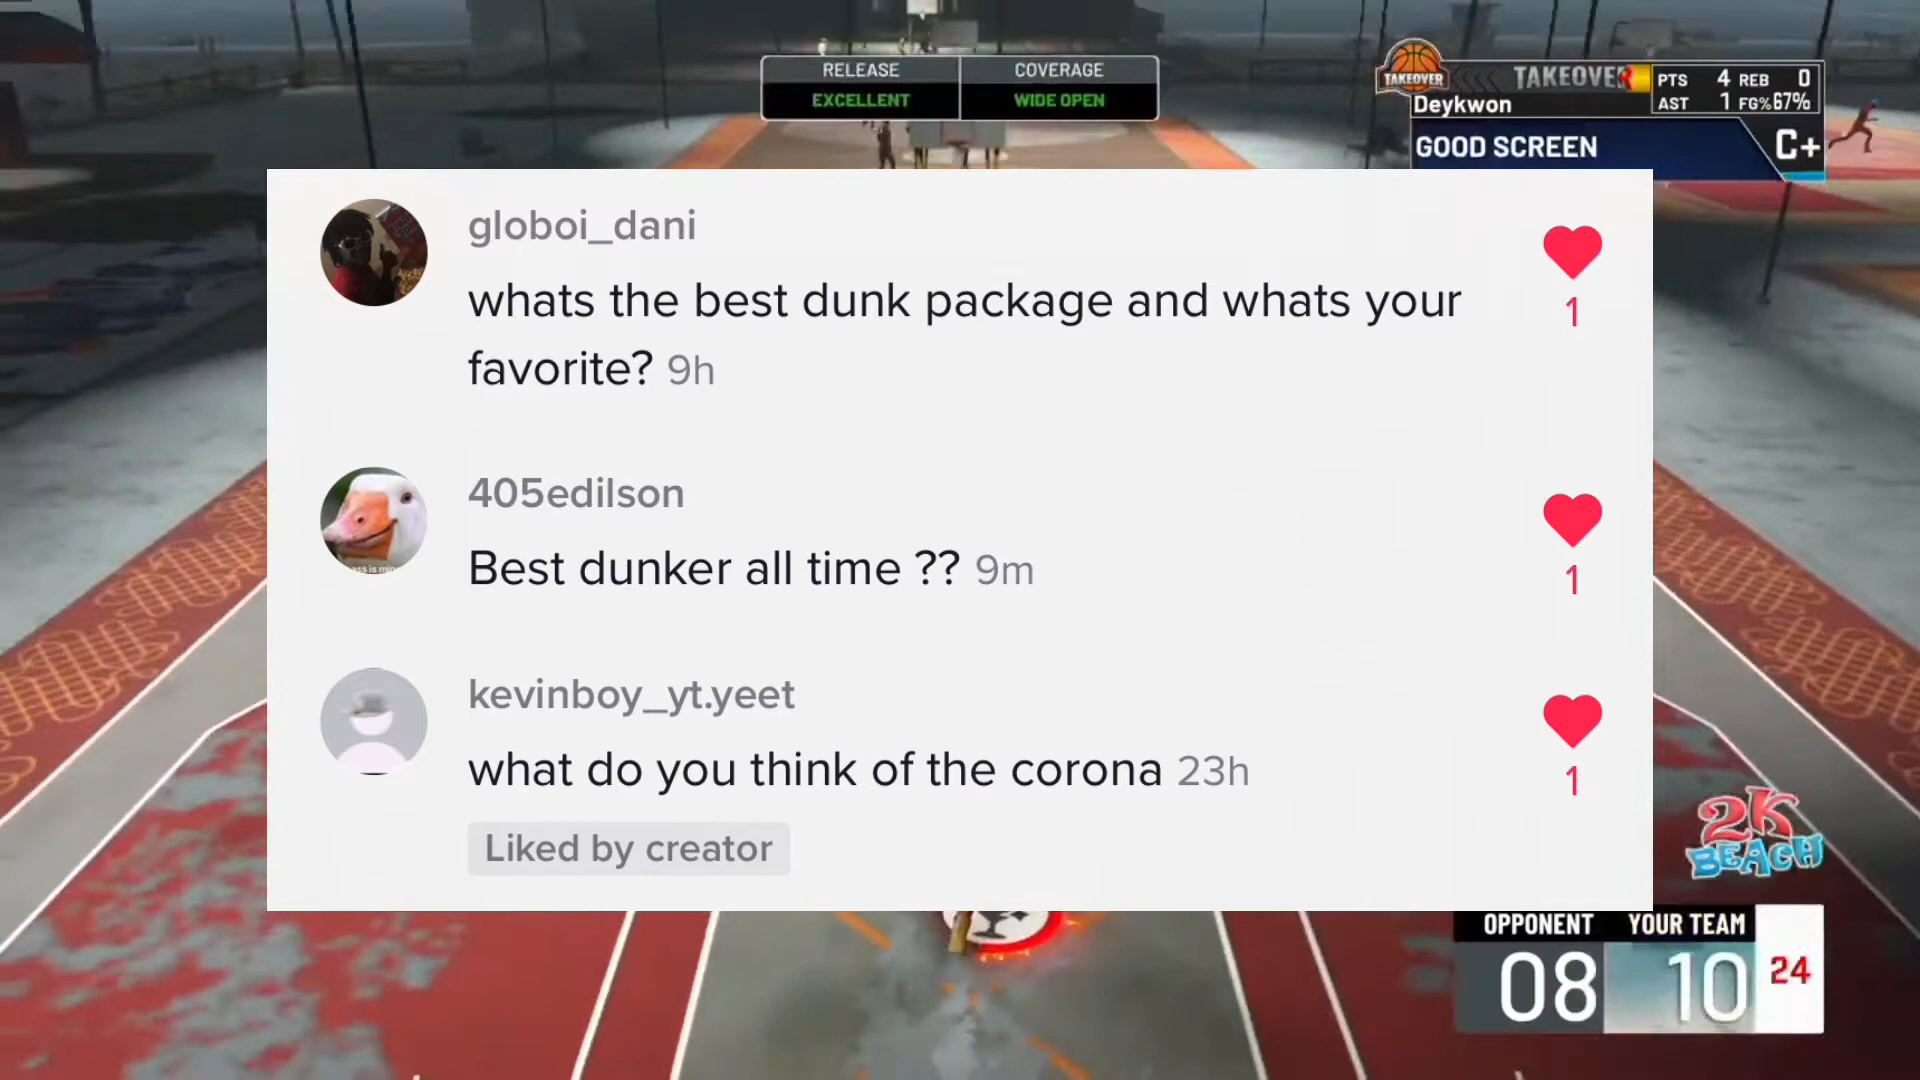 RELEASE COVERAGE
EXCELLENT WIDE OPEN
TAKEOVER TAKEOVER PTS 4 REB 0
Deykwon AST 1 FG% 67%
GOOD SCREEN C+
globoi_dani
whats the best dunk package and whats your
favorite? 9h
1
405edilson
Best dunker all time ?? 9m
1
ass is
kevinboy_yt.yeet
what do you think of the corona 23h
1
Liked by creator
2K
BEACH
OPPONENT YOUR TEAM
08 10 24